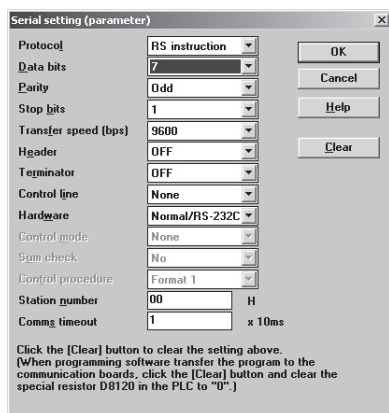 Serial setting (parameter)
Protocol RS instruction OK
Data bits 7
Cancel
Parity Odd
Stop bits 1 Help
Transfer speed (bps) 9600
Header OFF Clear
Terminator OFF
Control line None
Hardware Normal/RS-232C
Control mode None
Sum check No
Control procedure Format 1
Station number 00 H
Comms timeout 1 x 10ms
Click the [Clear] button to clear the setting above.
(When programming software transfer the program to the
communication boards, click the [Clear] button and clear the
special resistor D8120 in the PLC to "0".)